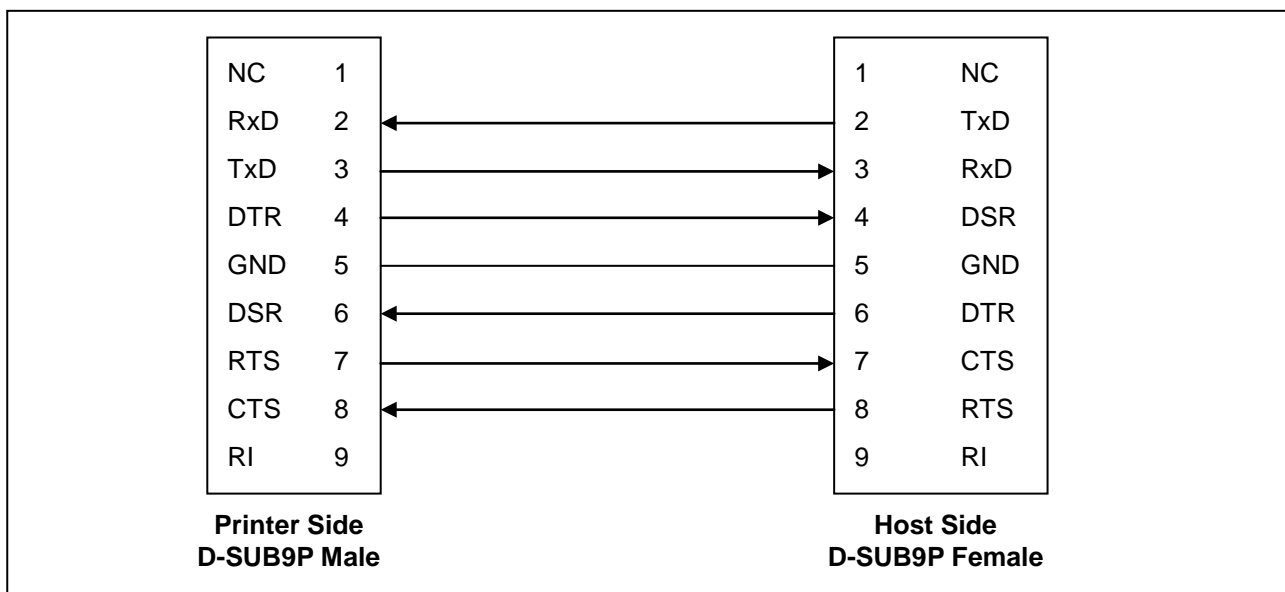 NC 1 1 NC
RxD 2 2 TxD
TxD 3 3 RxD
DTR 4 4 DSR
GND 5 5 GND
DSR 6 6 DTR
RTS 7 7 CTS
CTS 8 8 RTS
RI 9 9 RI
Printer Side Host Side
D-SUB9P Male D-SUB9P Female